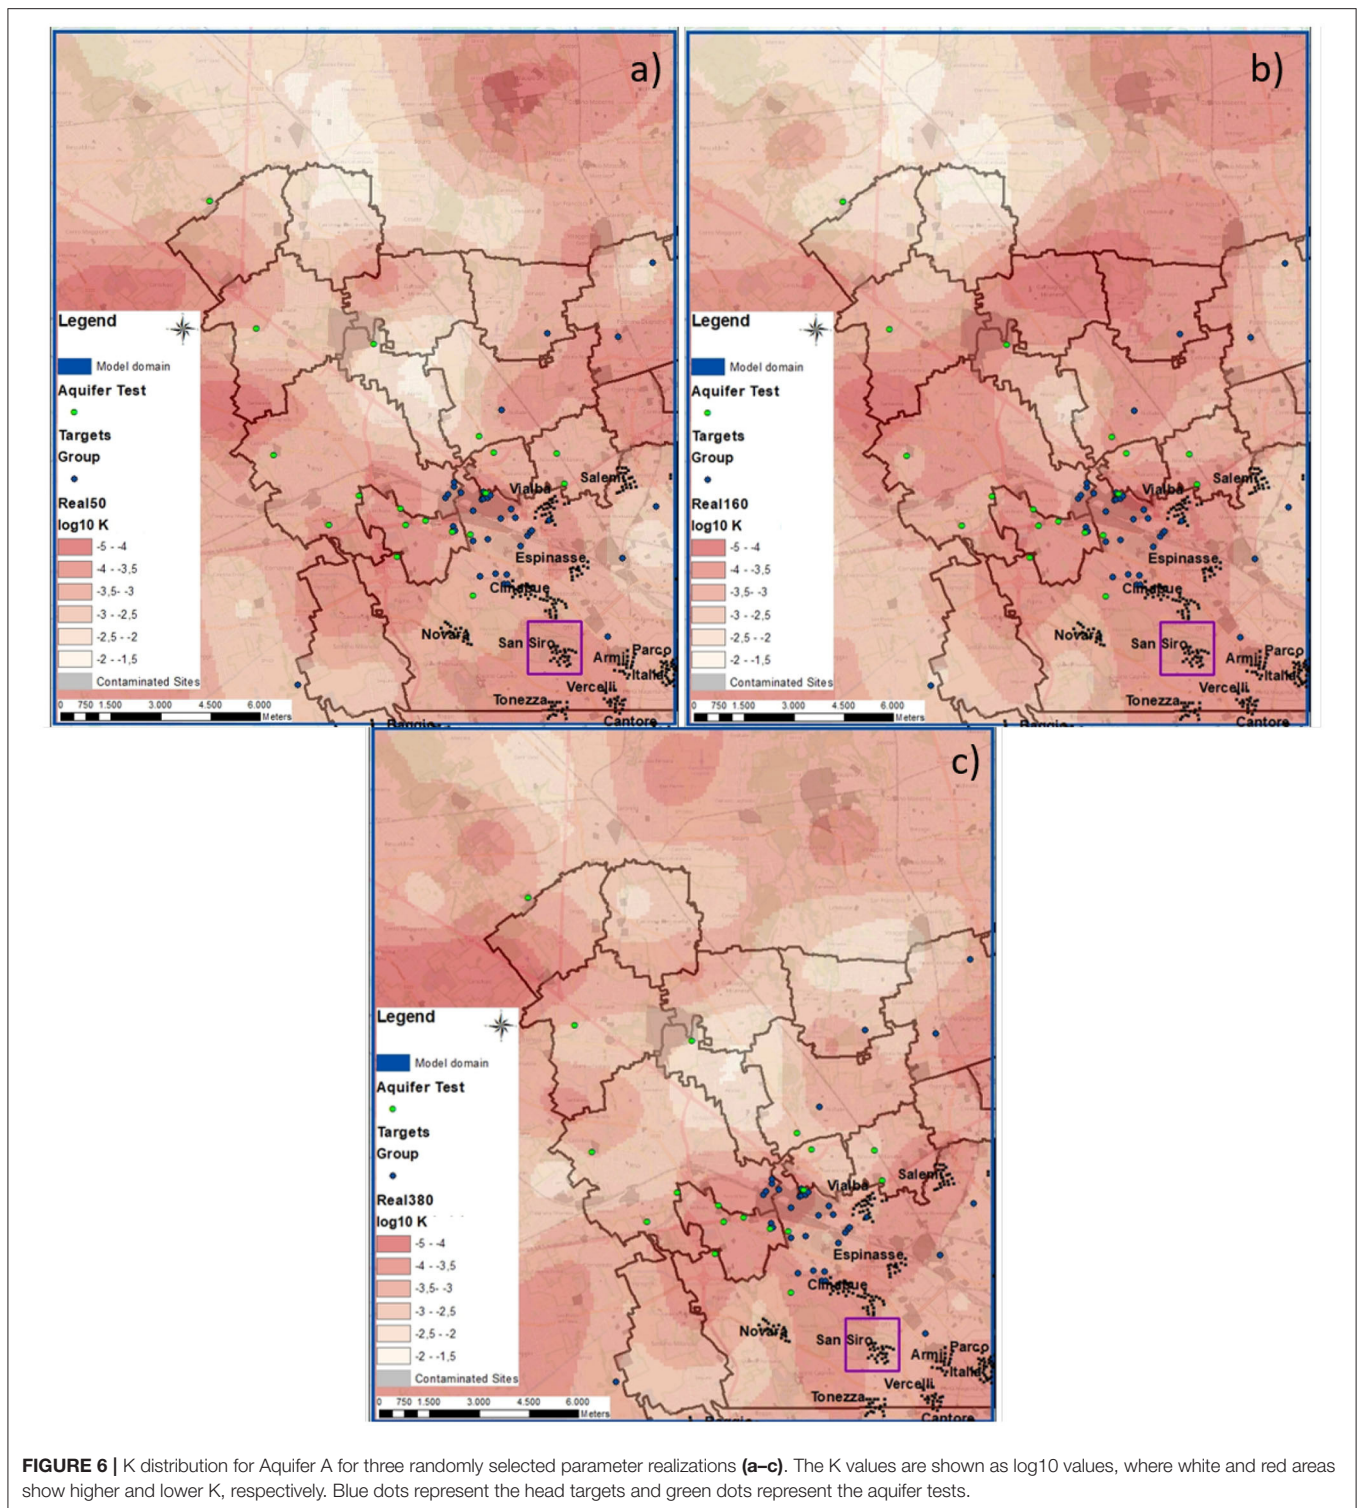 a)
Legend
Model domain
Aquifer Test
Targets
Group
Real50
log10 K
-5 - -4
-4 - -3,5
-3,5- -3
-3 - -2,5
-2,5 - -2
-2 - -1,5
Contaminated Sites
0 750 1.500 3.000 4.500 6.000
Meters
Vialba
Salemi
Espinasse
Novara
San Siro
Armi
Parco
Italia
Vercelli
Tonezza
Cantore
Baggio
b)
Legend
Model domain
Aquifer Test
Targets
Group
Real160
log10 K
-5 - -4
-4 - -3,5
-3,5- -3
-3 - -2,5
-2,5 - -2
-2 - -1,5
Contaminated Sites
0 750 1.500 3.000 4.500 6.000
Meters
Vialba
Salemi
Espinasse
Novara
San Siro
Armi
Parco
Italia
Vercelli
Tonezza
Cantore
Baggio
c)
Legend
Model domain
Aquifer Test
Targets
Group
Real380
log10 K
-5 - -4
-4 - -3,5
-3,5- -3
-3 - -2,5
-2,5 - -2
-2 - -1,5
Contaminated Sites
0 750 1.500 3.000 4.500 6.000
Meters
Vialba
Salemi
Espinasse
Novara
San Siro
Armi
Parco
Italia
Vercelli
Tonezza
Cantore
Baggio
FIGURE 6 | K distribution for Aquifer A for three randomly selected parameter realizations (a–c). The K values are shown as log10 values, where white and red areas
show higher and lower K, respectively. Blue dots represent the head targets and green dots represent the aquifer tests.